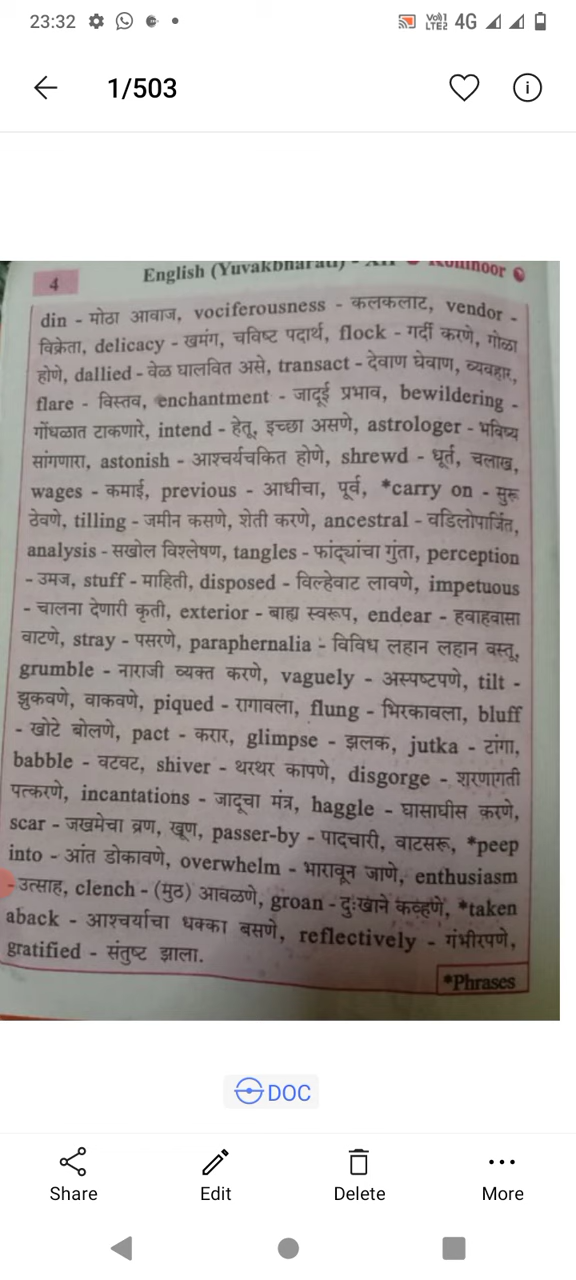 23:32 Vo))1 LTE2 4G
1/503
4 English (Yuvakbharati) - XII Kohinoor
din - मोठा आवाज, vociferousness - कलकलाट, vendor -
विक्रेता, delicacy - खमंग, चविष्ट पदार्थ, flock - गर्दी करणे, गोळा
होणे, dallied - वेळ घालवित असे, transact - देवाण घेवाण, व्यवहार,
flare - विस्तव, enchantment - जादूई प्रभाव, bewildering -
गोंधळात टाकणारे, intend - हेतू, इच्छा असणे, astrologer - भविष्य
सांगणारा, astonish - आश्चर्यचकित होणे, shrewd - धूर्त, चलाख,
wages - कमाई, previous - आधीचा, पूर्व, *carry on - सुरू
ठेवणे, tilling - जमीन कसणे, शेती करणे, ancestral - वडिलोपार्जित,
analysis - सखोल विश्लेषण, tangles - फांद्यांचा गुंता, perception
- उमज, stuff - माहिती, disposed - विल्हेवाट लावणे, impetuous
- चालना देणारी कृती, exterior - बाह्य स्वरूप, endear - हवाहवासा
वाटणे, stray - पसरणे, paraphernalia - विविध लहान लहान वस्तू,
grumble - नाराजी व्यक्त करणे, vaguely - अस्पष्टपणे, tilt -
झुकवणे, वाकवणे, piqued - रागावला, flung - भिरकावला, bluff
- खोटे बोलणे, pact - करार, glimpse - झलक, jutka - टांगा,
babble - वटवट, shiver - थरथर कापणे, disgorge - शरणागती
पत्करणे, incantations - जादूचा मंत्र, haggle - घासाघीस करणे,
scar - जखमेचा व्रण, खूण, passer-by - पादचारी, वाटसरू, *peep
into - आंत डोकावणे, overwhelm - भारावून जाणे, enthusiasm
- उत्साह, clench - (मुठ) आवळणे, groan - दुःखाने कव्हणे, *taken
aback - आश्चर्याचा धक्का बसणे, reflectively - गंभीरपणे,
gratified - संतुष्ट झाला.
*Phrases
DOC
Share Edit Delete More